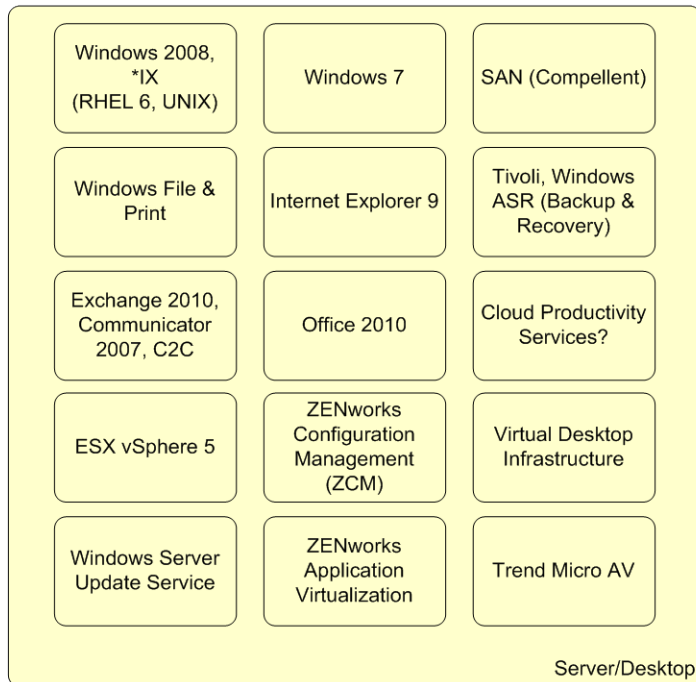 Windows 2008,
*IX
(RHEL 6, UNIX)
Windows 7
SAN (Compellent)
Windows File &
Print
Internet Explorer 9
Tivoli, Windows
ASR (Backup &
Recovery)
Exchange 2010,
Communicator
2007, C2C
Office 2010
Cloud Productivity
Services?
ESX vSphere 5
ZENworks
Configuration
Management
(ZCM)
Virtual Desktop
Infrastructure
Windows Server
Update Service
ZENworks
Application
Virtualization
Trend Micro AV
Server/Desktop